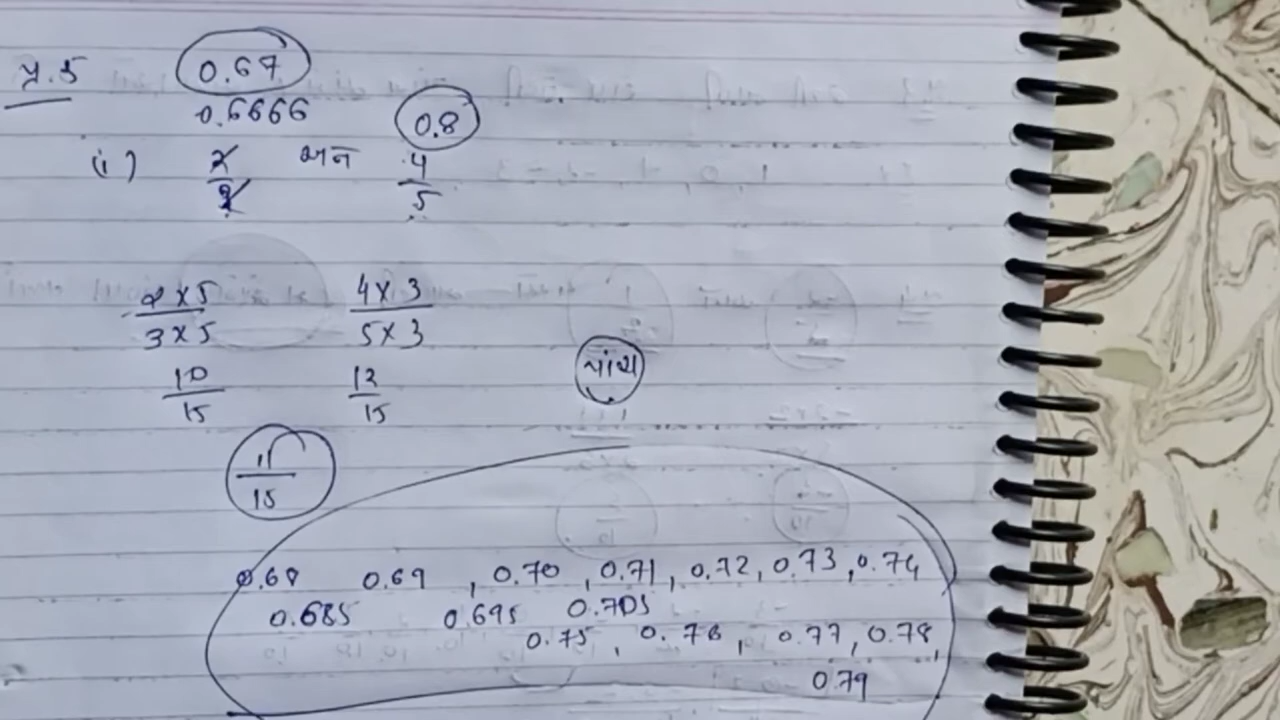 પ્ર.5 0.67
0.6666 0.8
(i) 2/3 અને 4/5
2×5/3×5 4×3/5×3
પાંચ
10/15 12/15
11/15
0.68 0.69 , 0.70 , 0.71 , 0.72 , 0.73 , 0.74
0.685 0.695 0.705
0.75 , 0.76 , 0.77 , 0.78 ,
0.79